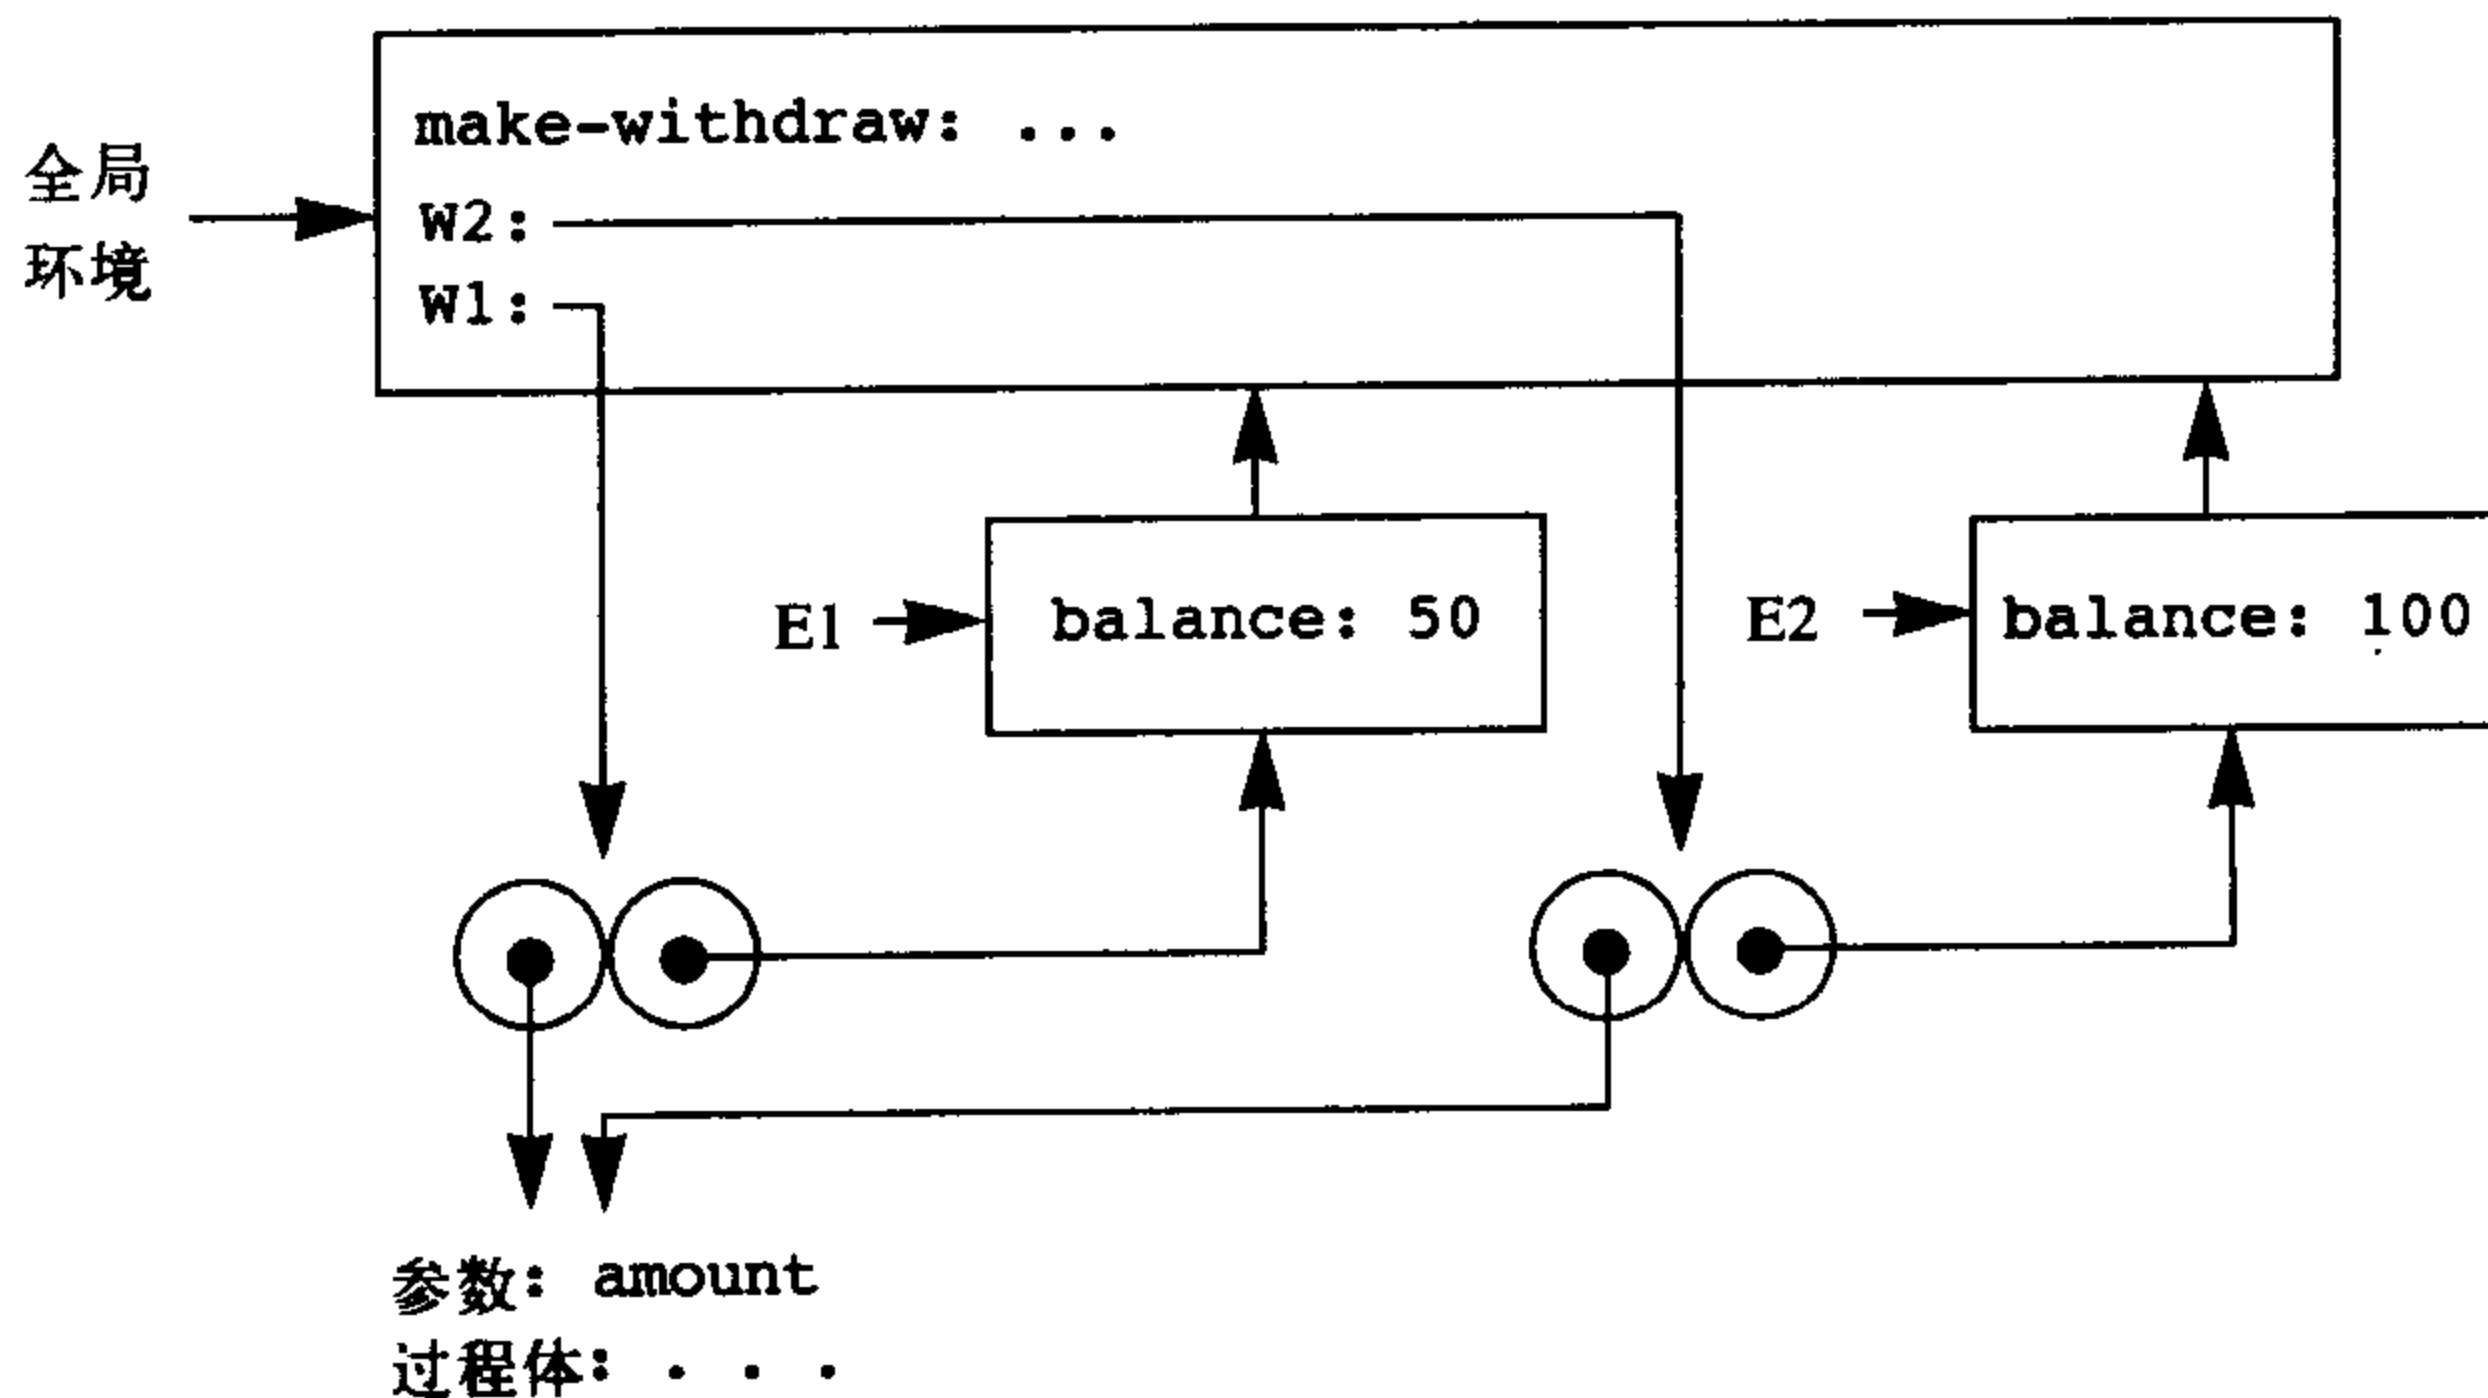 全局
环境
make-withdraw: ...
W2:
W1:
E1
balance: 50
E2
balance: 100
参数: amount
过程体: . . .